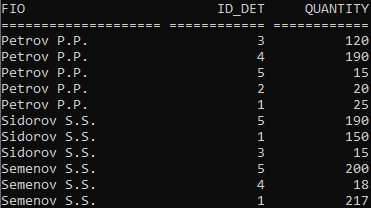 FIO                        ID_DET     QUANTITY
==================== ============ ============
Petrov P.P.                     3          120
Petrov P.P.                     4          190
Petrov P.P.                     5           15
Petrov P.P.                     2           20
Petrov P.P.                     1           25
Sidorov S.S.                    5          190
Sidorov S.S.                    1          150
Sidorov S.S.                    3           15
Semenov S.S.                    5          200
Semenov S.S.                    4           18
Semenov S.S.                    1          217